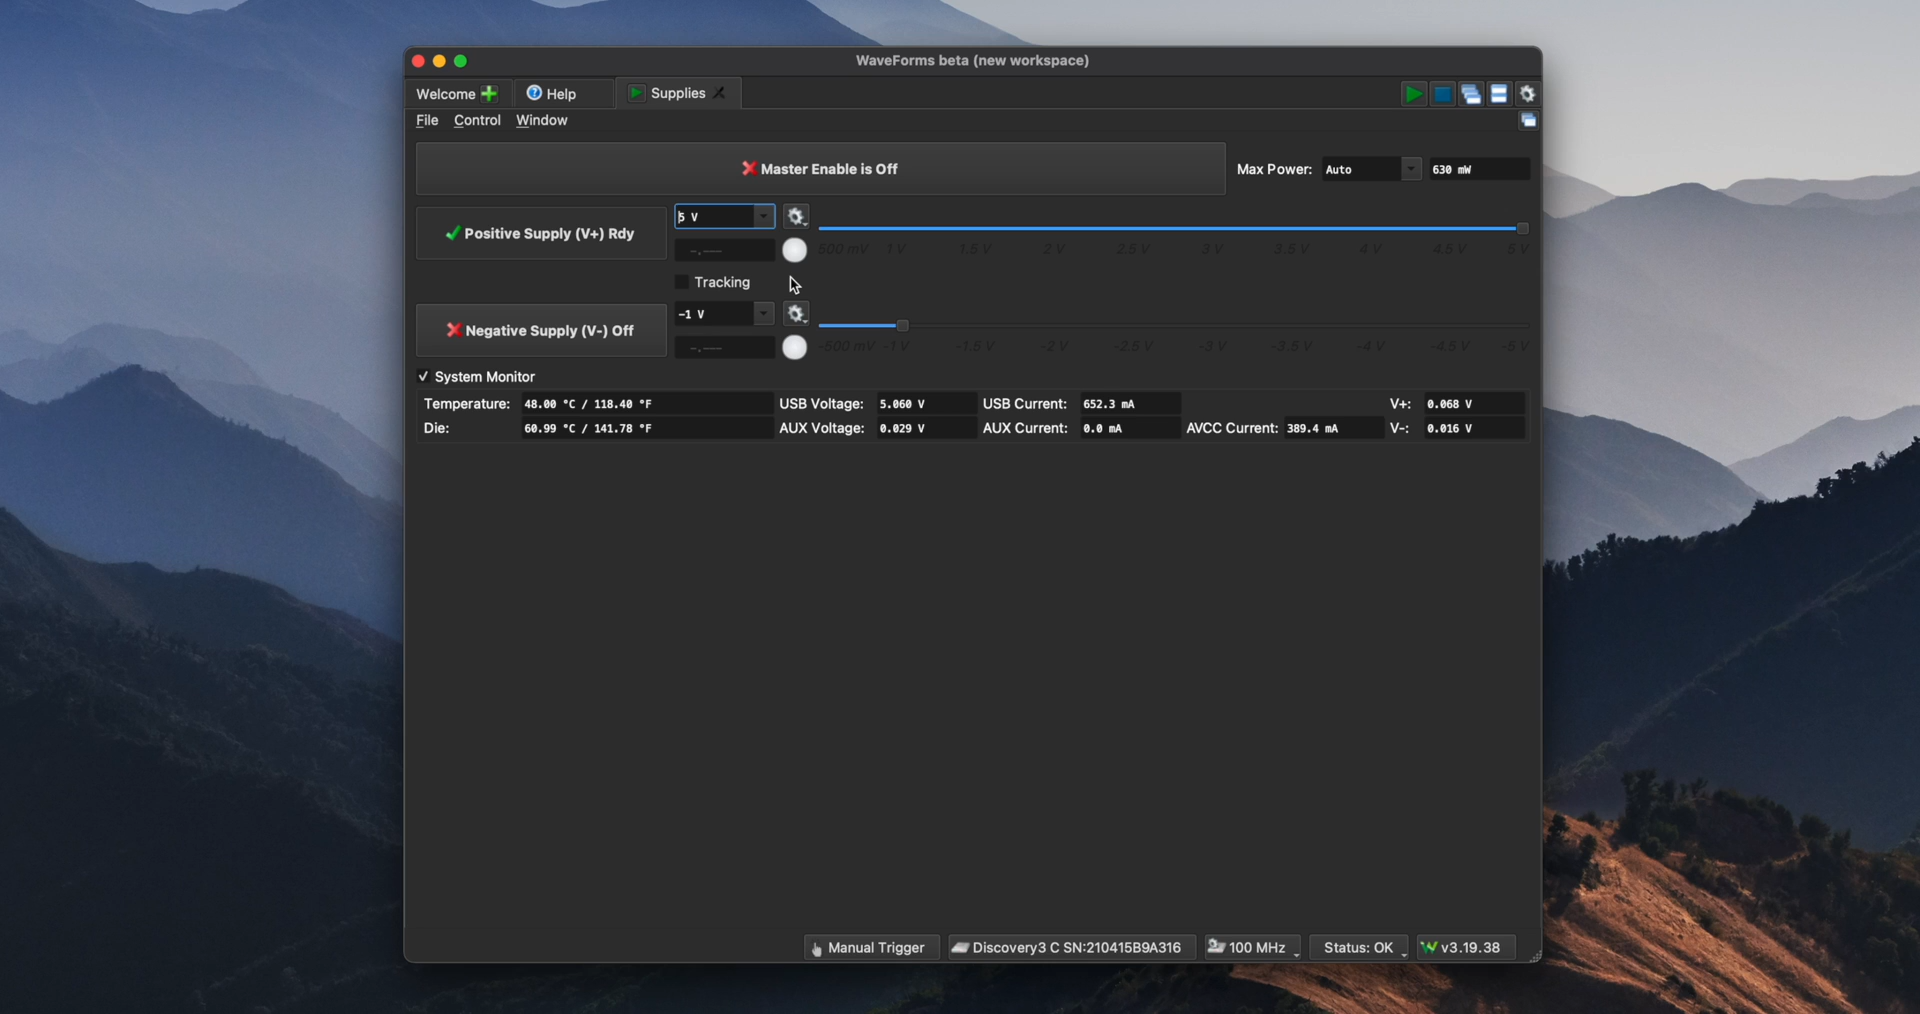 WaveForms beta (new workspace)
Welcome Help Supplies
File Control Window
Master Enable is Off Max Power: Auto 630 mW
5 V
Positive Supply (V+) Rdy
-.--- 500 mV 1 V 1.5 V 2 V 2.5 V 3 V 3.5 V 4 V 4.5 V 5 V
Tracking
-1 V
Negative Supply (V-) Off
-.--- -500 mV -1 V -1.5 V -2 V -2.5 V -3 V -3.5 V -4 V -4.5 V -5 V
System Monitor
Temperature: 48.00 °C / 118.40 °F USB Voltage: 5.060 V USB Current: 652.3 mA V+: 0.068 V
Die: 60.99 °C / 141.78 °F AUX Voltage: 0.029 V AUX Current: 0.0 mA AVCC Current: 389.4 mA V-: 0.016 V
Manual Trigger Discovery3 C SN:210415B9A316 100 MHz Status: OK v3.19.38